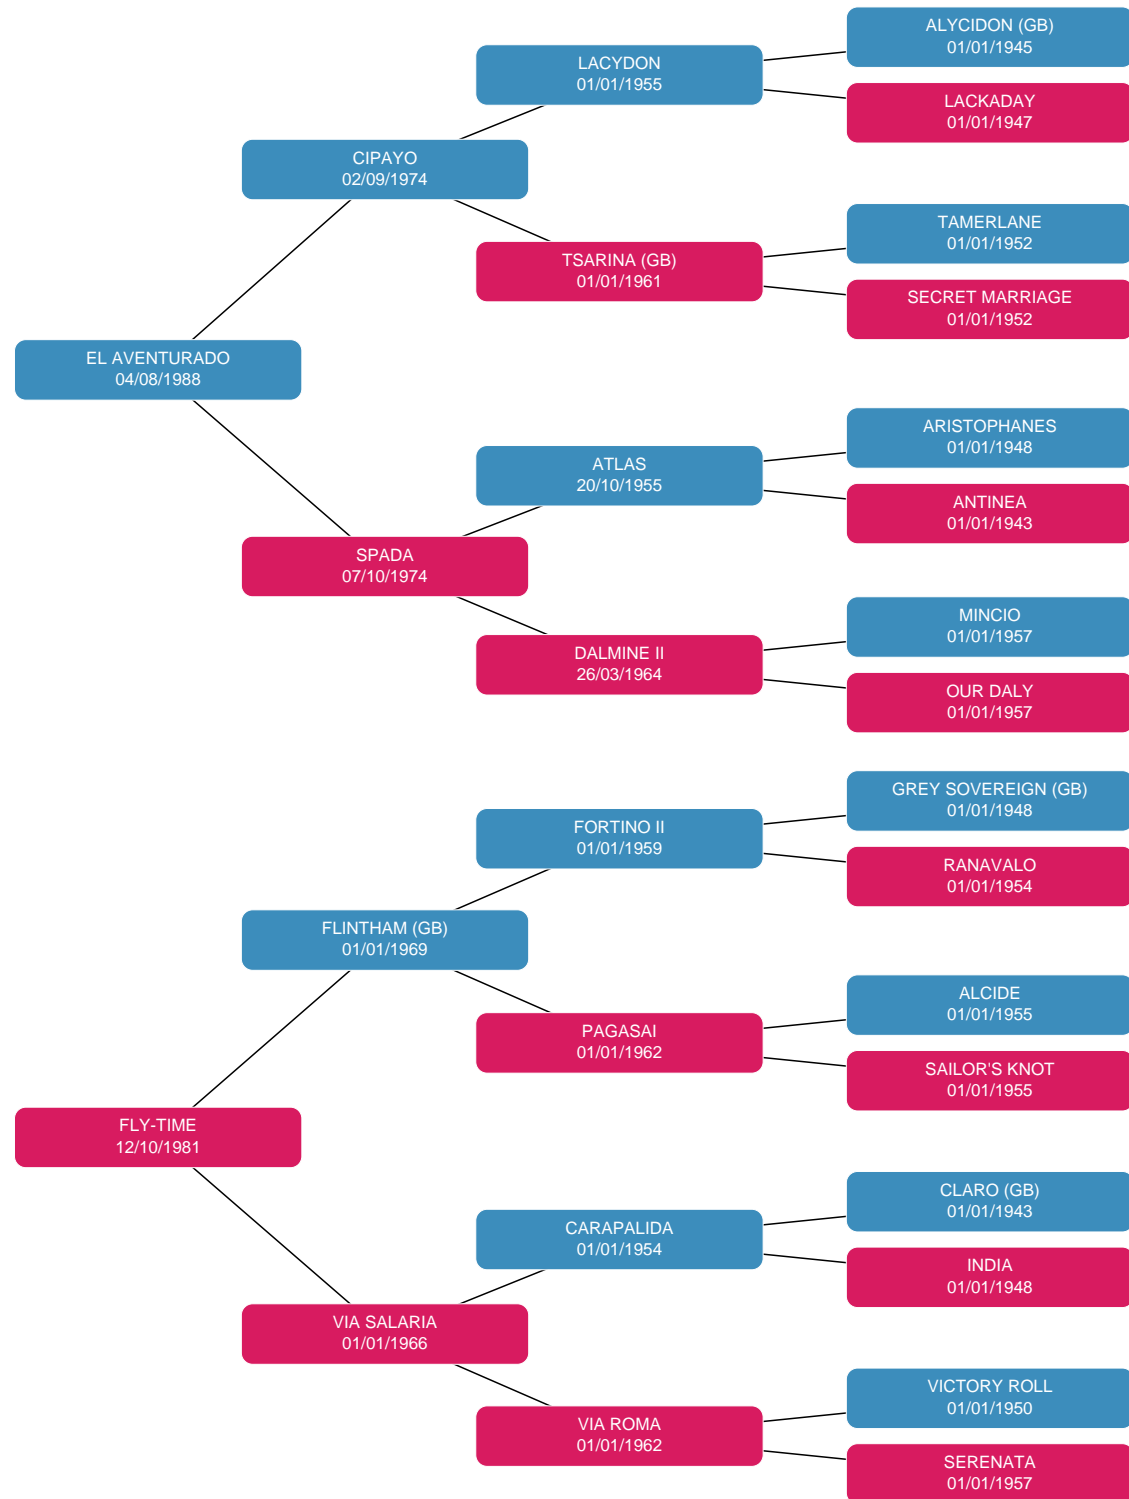 ALYCIDON (GB)
01/01/1945
LACYDON
01/01/1955
LACKADAY
01/01/1947
CIPAYO
02/09/1974
TAMERLANE
01/01/1952
TSARINA (GB)
01/01/1961
SECRET MARRIAGE
01/01/1952
EL AVENTURADO
04/08/1988
ARISTOPHANES
01/01/1948
ATLAS
20/10/1955
ANTINEA
01/01/1943
SPADA
07/10/1974
MINCIO
01/01/1957
DALMINE II
26/03/1964
OUR DALY
01/01/1957
GREY SOVEREIGN (GB)
01/01/1948
FORTINO II
01/01/1959
RANAVALO
01/01/1954
FLINTHAM (GB)
01/01/1969
ALCIDE
01/01/1955
PAGASAI
01/01/1962
SAILOR'S KNOT
01/01/1955
FLY-TIME
12/10/1981
CLARO (GB)
01/01/1943
CARAPALIDA
01/01/1954
INDIA
01/01/1948
VIA SALARIA
01/01/1966
VICTORY ROLL
01/01/1950
VIA ROMA
01/01/1962
SERENATA
01/01/1957